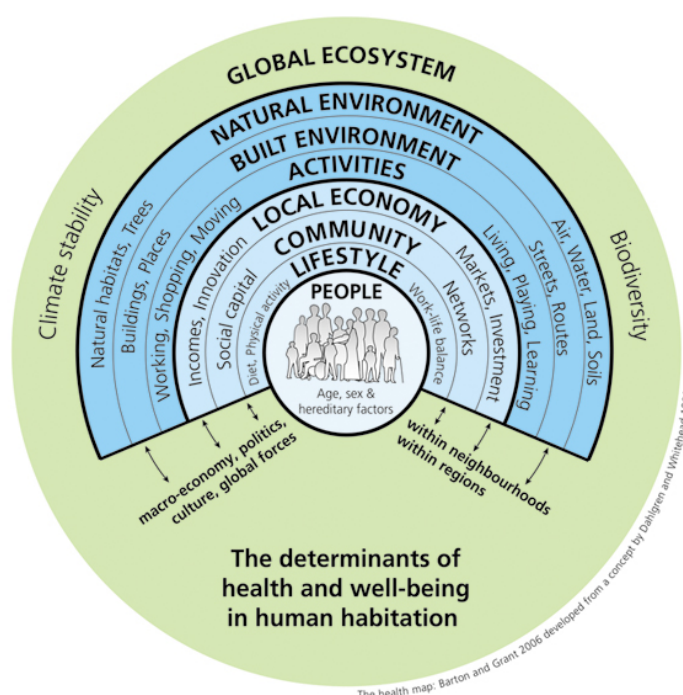 GLOBAL ECOSYSTEM
NATURAL ENVIRONMENT
BUILT ENVIRONMENT
ACTIVITIES
LOCAL ECONOMY
COMMUNITY
LIFESTYLE
PEOPLE
Age, sex &
hereditary factors
Climate stability
Natural habitats, Trees
Buildings, Places
Working, Shopping, Moving
Incomes, Innovation
Social capital
Diet. Physical activity
Work-life balance
Networks
Markets, Investment
Living, Playing, Learning
Streets, Routes
Air, Water, Land, Soils
Biodiversity
macro-economy, politics,
culture, global forces
within neighbourhoods
within regions
The determinants of
health and well-being
in human habitation
The health map: Barton and Grant 2006 developed from a concept by Dahlgren and Whitehead